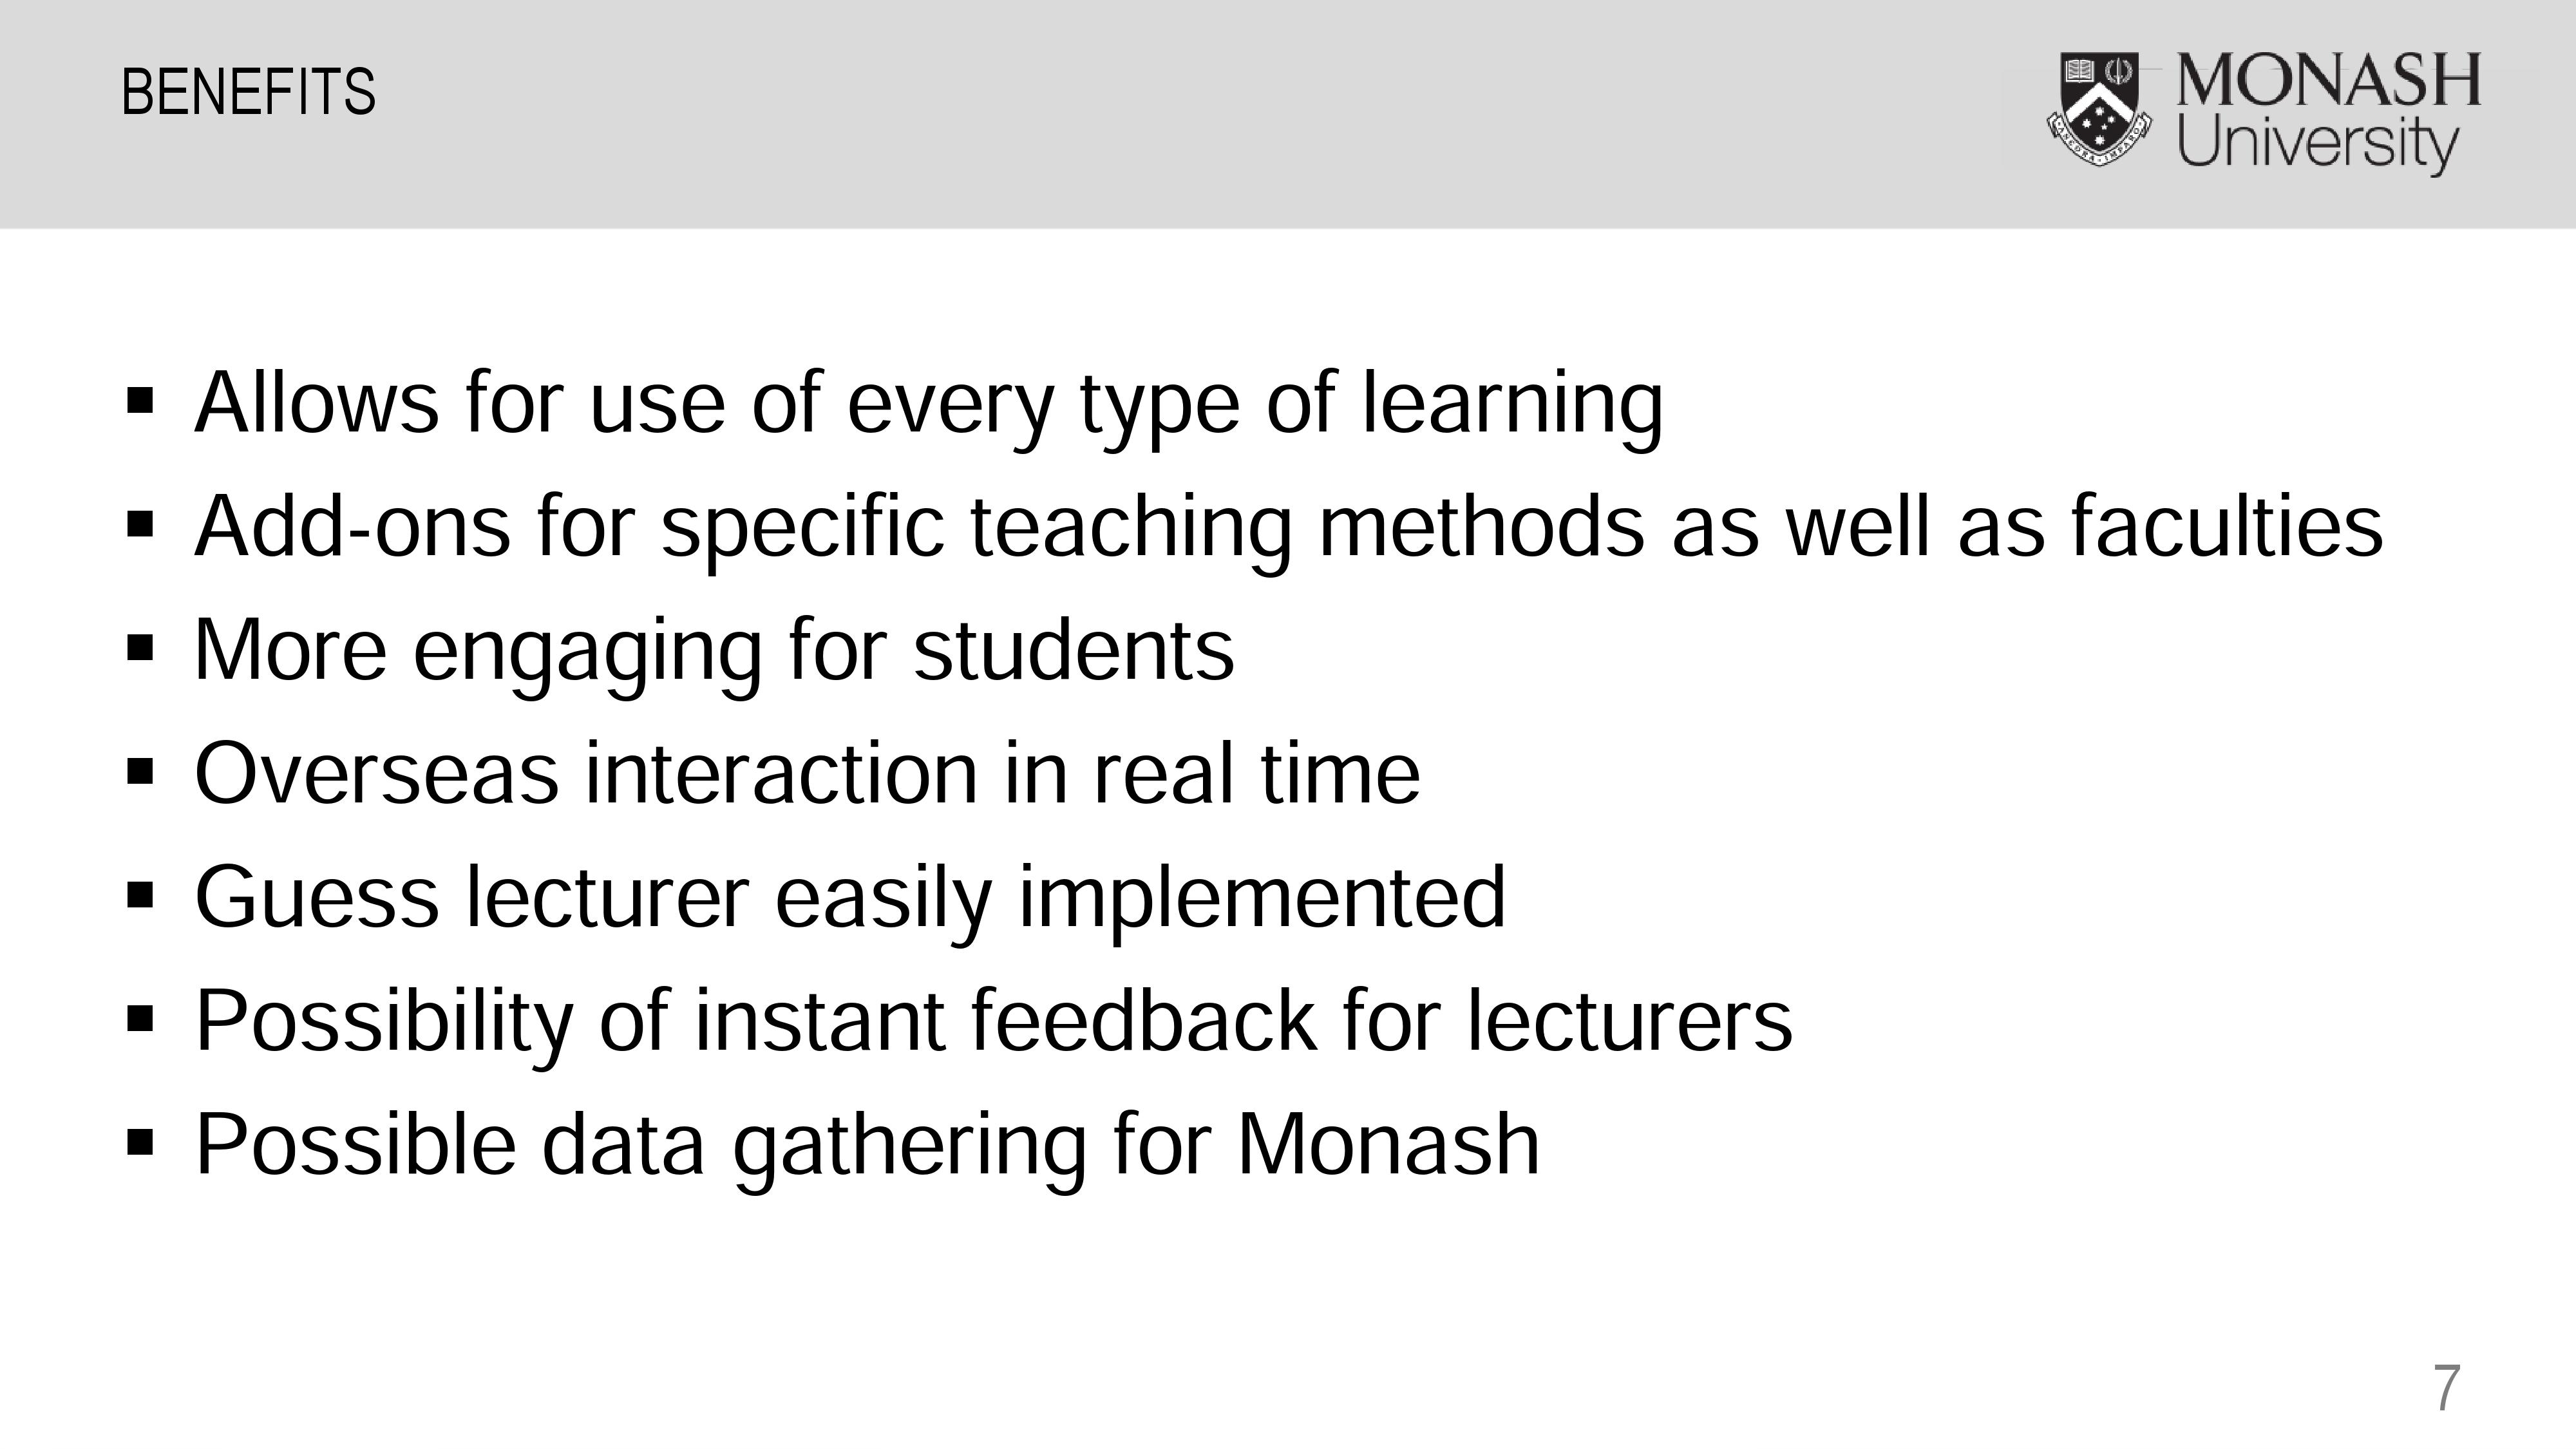 BENEFITS
MONASH
University
ANCORA IMPARO
▪ Allows for use of every type of learning
▪ Add-ons for specific teaching methods as well as faculties
▪ More engaging for students
▪ Overseas interaction in real time
▪ Guess lecturer easily implemented
▪ Possibility of instant feedback for lecturers
▪ Possible data gathering for Monash
7